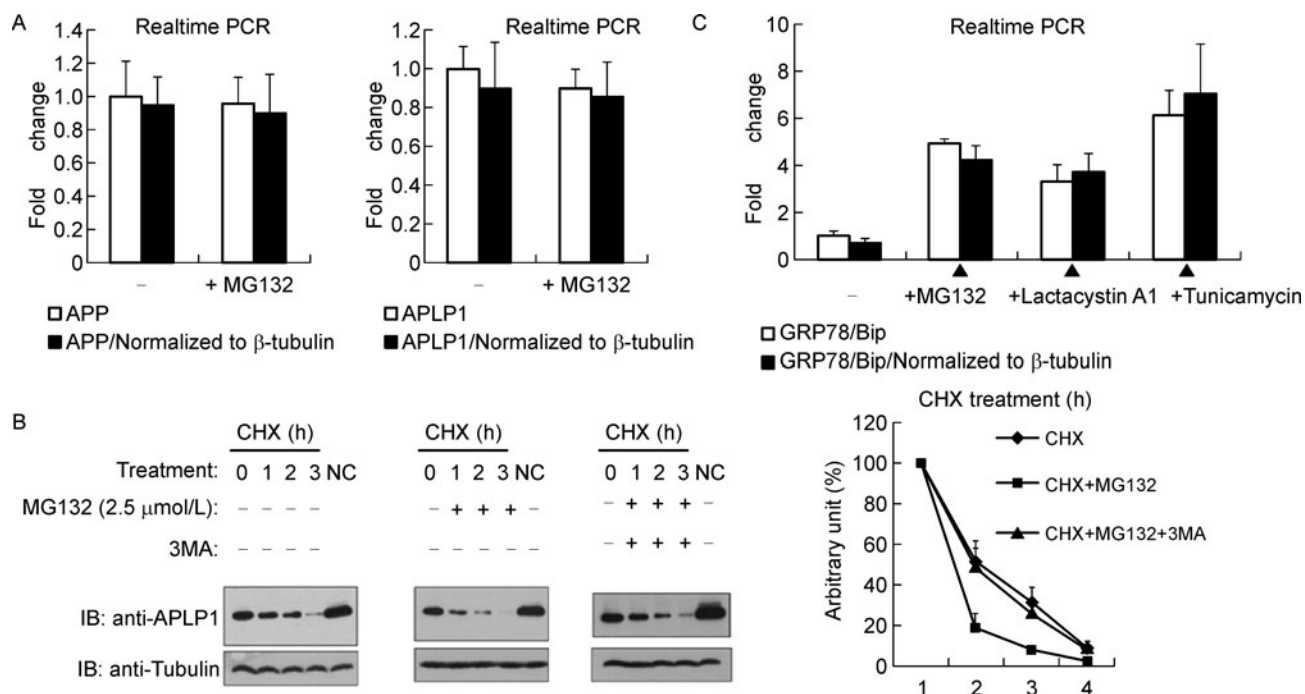 A
Realtime PCR
1.4
1.2
1.0
0.8
0.6
0.4
0.2
0
Fold change
–
+ MG132
APP
APP/Normalized to β-tubulin
Realtime PCR
1.2
1.0
0.8
0.6
0.4
0.2
0
Fold change
–
+ MG132
APLP1
APLP1/Normalized to β-tubulin
C
Realtime PCR
10
8
6
4
2
0
Fold change
–
+MG132
+Lactacystin A1
+Tunicamycin
GRP78/Bip
GRP78/Bip/Normalized to β-tubulin
B
CHX (h) CHX (h) CHX (h)
Treatment: 0 1 2 3 NC 0 1 2 3 NC 0 1 2 3 NC
MG132 (2.5 μmol/L): – – – – – – + + + – – + + + –
3MA: – – – – – – – – – – – + + + –
IB: anti-APLP1
IB: anti-Tubulin
CHX treatment (h)
120
100
80
60
40
20
0
Arbitrary unit (%)
CHX
CHX+MG132
CHX+MG132+3MA
1 2 3 4